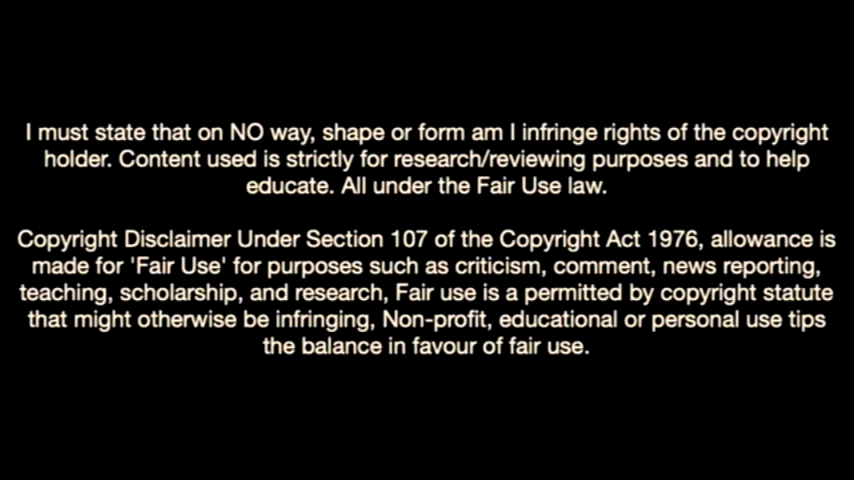 I must state that on NO way, shape or form am I infringe rights of the copyright
holder. Content used is strictly for research/reviewing purposes and to help
educate. All under the Fair Use law.
Copyright Disclaimer Under Section 107 of the Copyright Act 1976, allowance is
made for 'Fair Use' for purposes such as criticism, comment, news reporting,
teaching, scholarship, and research, Fair use is a permitted by copyright statute
that might otherwise be infringing, Non-profit, educational or personal use tips
the balance in favour of fair use.